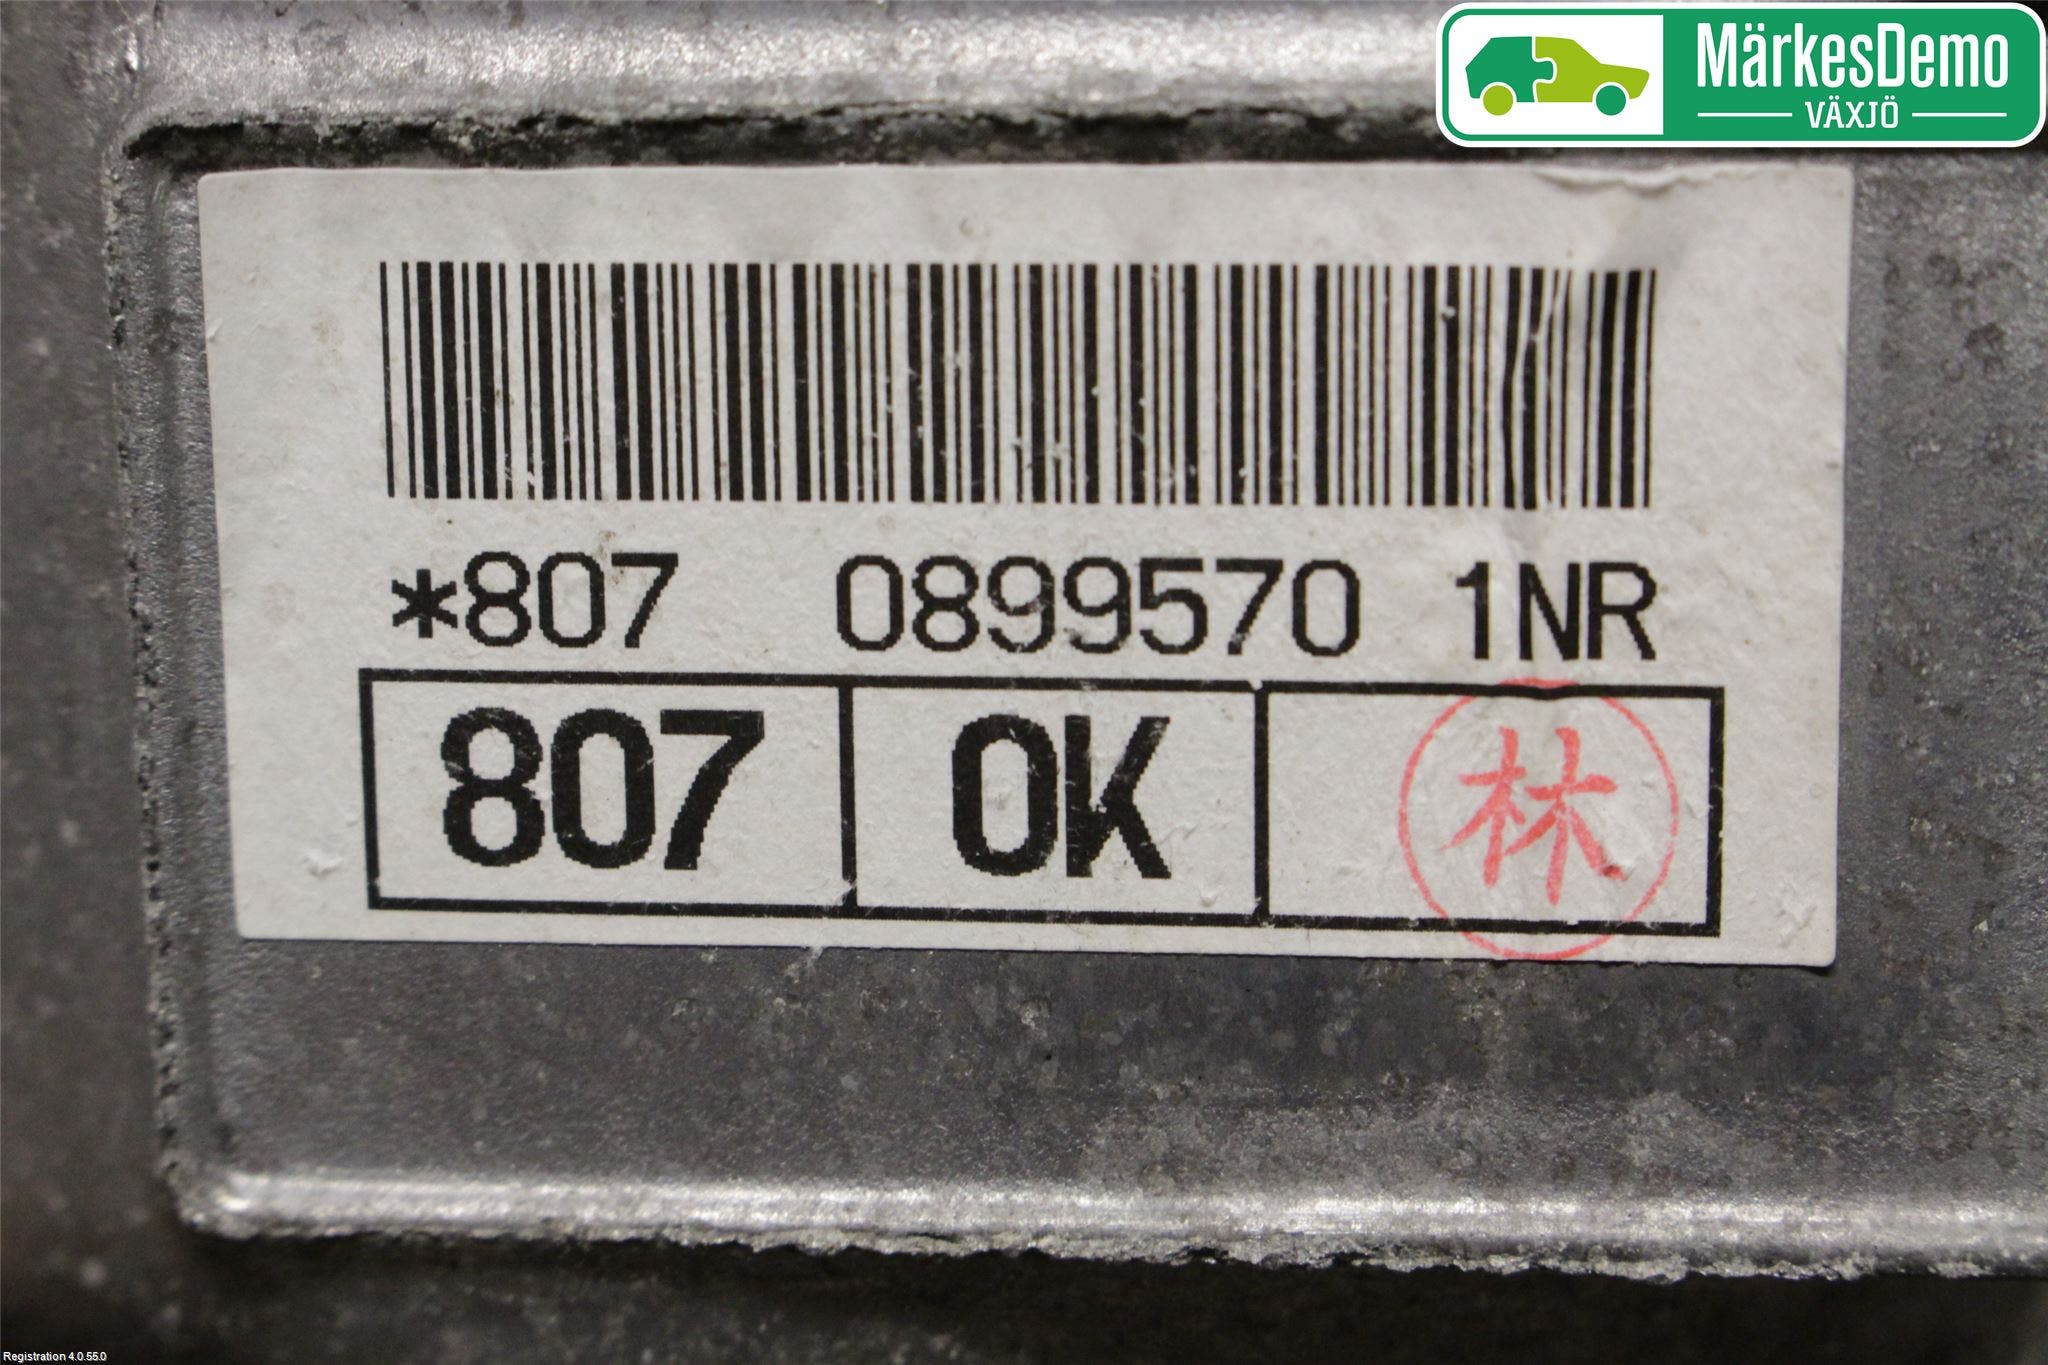 MärkesDemo
VÄXJÖ
*807 0899570 1NR
807 OK 林
Registration 4.0.55.0